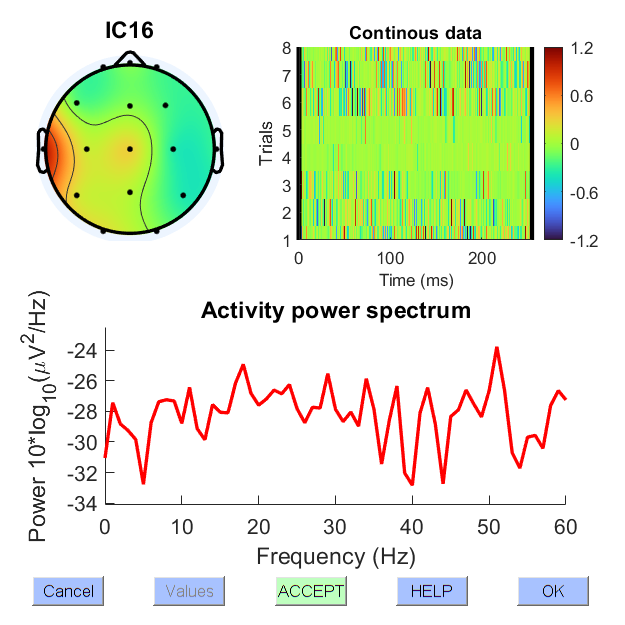 IC16
Continous data
Trials
8
7
6
5
4
3
2
1
0 100 200
Time (ms)
1.2
0.6
0
-0.6
-1.2
Activity power spectrum
Power 10*log10(μV2/Hz)
-24
-26
-28
-30
-32
-34
0 10 20 30 40 50 60
Frequency (Hz)
Cancel Values ACCEPT HELP OK